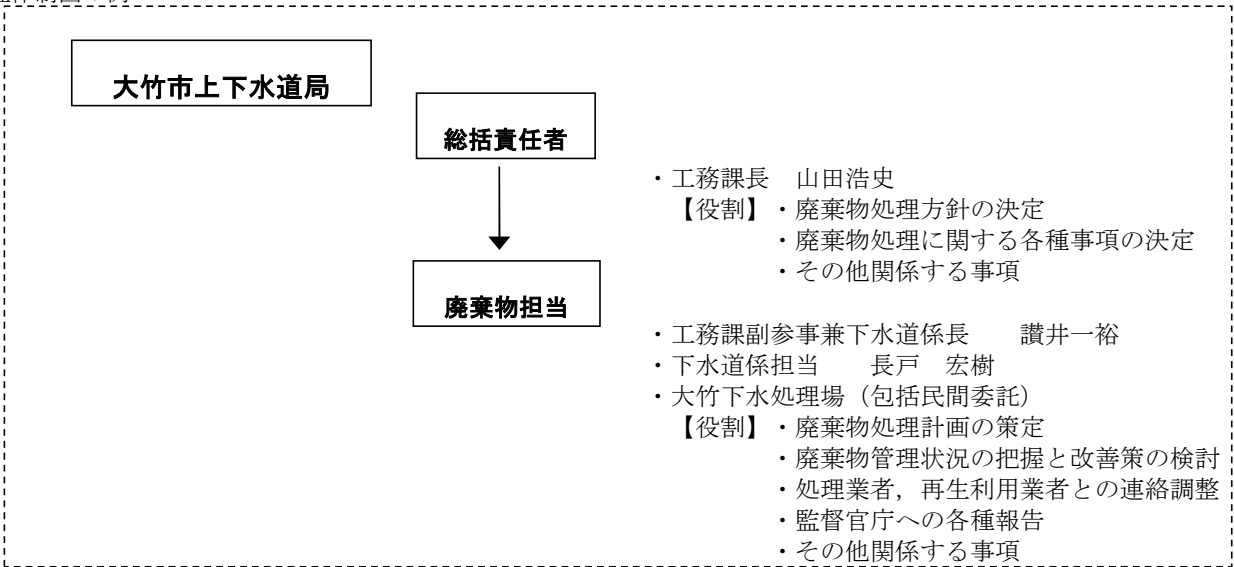 大竹市上下水道局
総括責任者
・工務課長　山田浩史
【役割】・廃棄物処理方針の決定
・廃棄物処理に関する各種事項の決定
・その他関係する事項
廃棄物担当
・工務課副参事兼下水道係長　　讃井一裕
・下水道係担当　　長戸　宏樹
・大竹下水処理場（包括民間委託）
【役割】・廃棄物処理計画の策定
・廃棄物管理状況の把握と改善策の検討
・処理業者，再生利用業者との連絡調整
・監督官庁への各種報告
・その他関係する事項